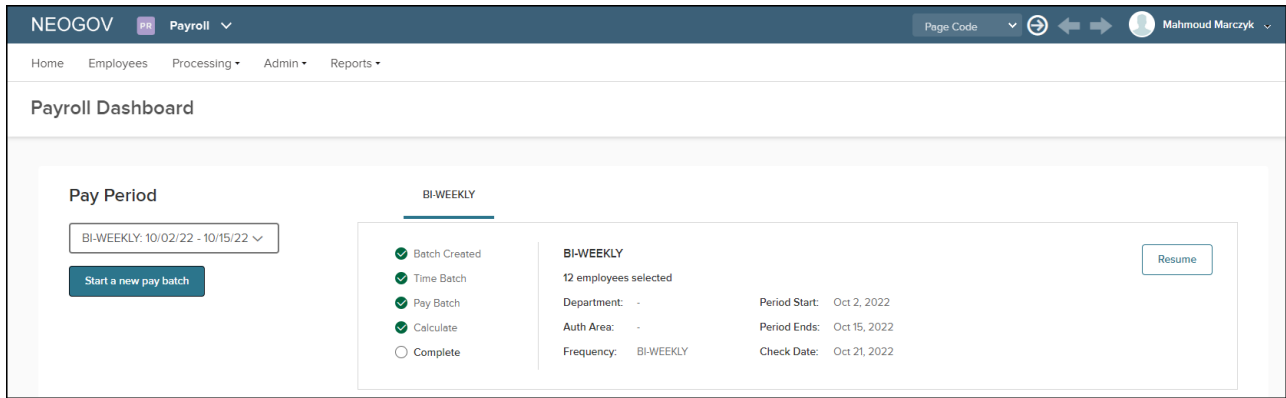 NEOGOV PR Payroll Page Code Mahmoud Marczyk
Home Employees Processing Admin Reports
Payroll Dashboard
Pay Period
BI-WEEKLY: 10/02/22 - 10/15/22
Start a new pay batch
BI-WEEKLY
Batch Created
Time Batch
Pay Batch
Calculate
Complete
BI-WEEKLY
12 employees selected
Department: - Period Start: Oct 2, 2022
Auth Area: - Period Ends: Oct 15, 2022
Frequency: BI-WEEKLY Check Date: Oct 21, 2022
Resume